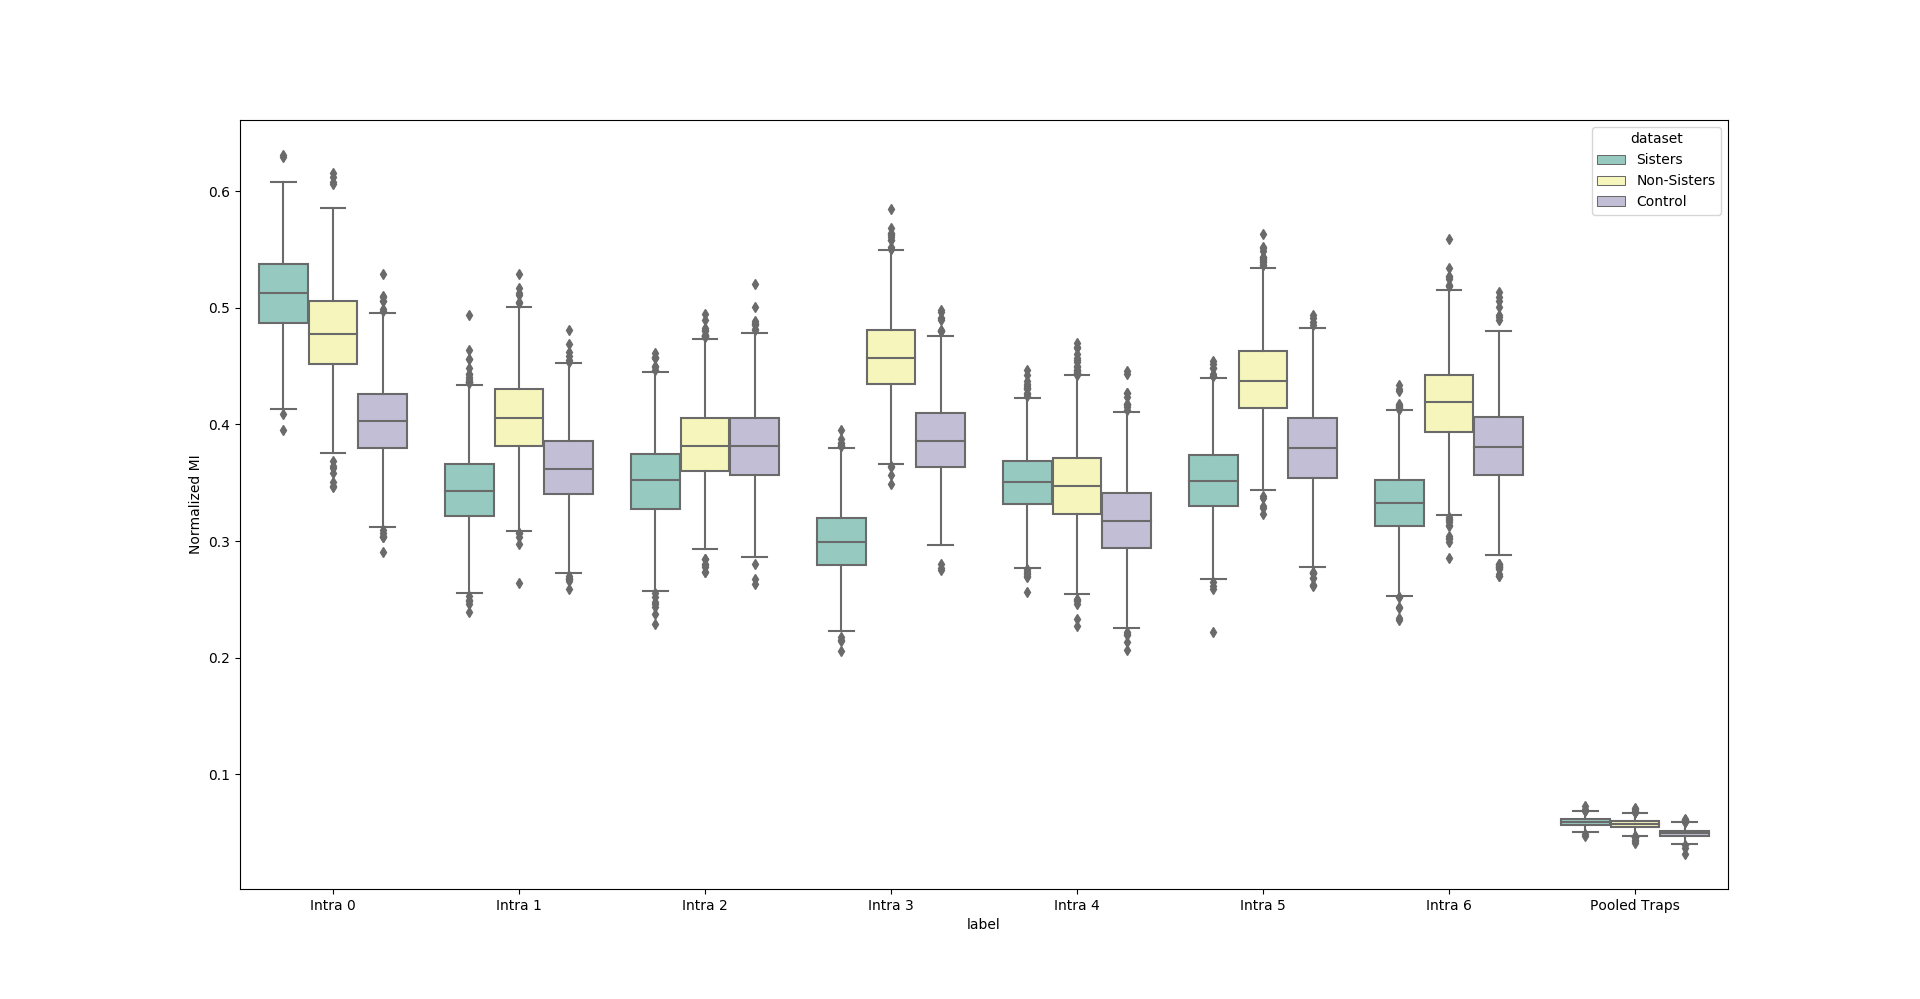 dataset
Sisters
Non-Sisters
Control
Normalized MI
0.6
0.5
0.4
0.3
0.2
0.1
Intra 0 Intra 1 Intra 2 Intra 3 Intra 4 Intra 5 Intra 6 Pooled Traps
label